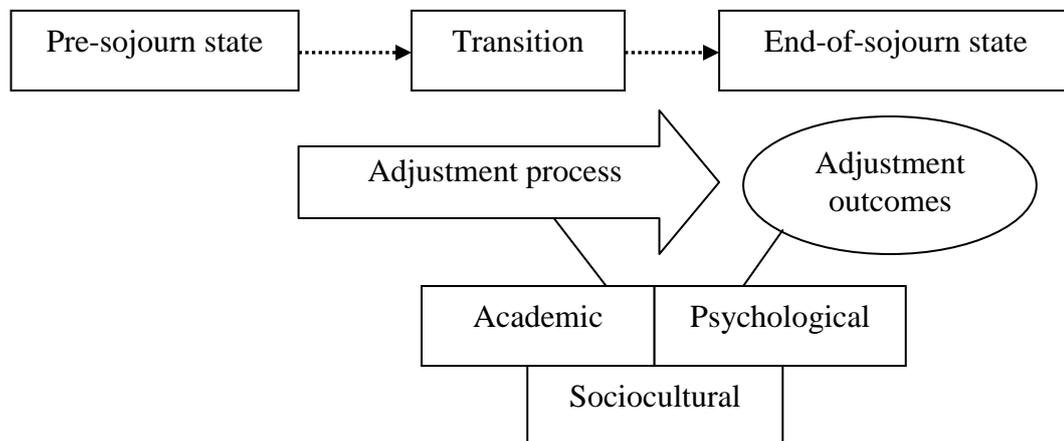 Pre-sojourn state
Transition
End-of-sojourn state
Adjustment process
Adjustment
outcomes
Academic
Psychological
Sociocultural